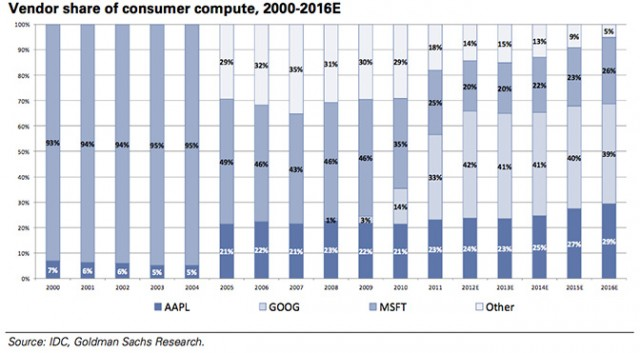 Vendor share of consumer compute, 2000-2016E
100%
90%
80%
70%
60%
50%
40%
30%
20%
10%
0%
93% 94% 94% 95% 95%
29% 32% 35% 31% 30% 29% 18% 14% 15% 13% 9% 5%
49% 46% 43% 46% 46% 35% 25% 20% 20% 22% 23% 26%
1% 3% 14% 33% 42% 41% 41% 40% 39%
7% 6% 6% 5% 5% 21% 22% 21% 23% 22% 21% 23% 24% 23% 25% 27% 29%
2000 2001 2002 2003 2004 2005 2006 2007 2008 2009 2010 2011 2012E 2013E 2014E 2015E 2016E
AAPL GOOG MSFT Other
Source: IDC, Goldman Sachs Research.